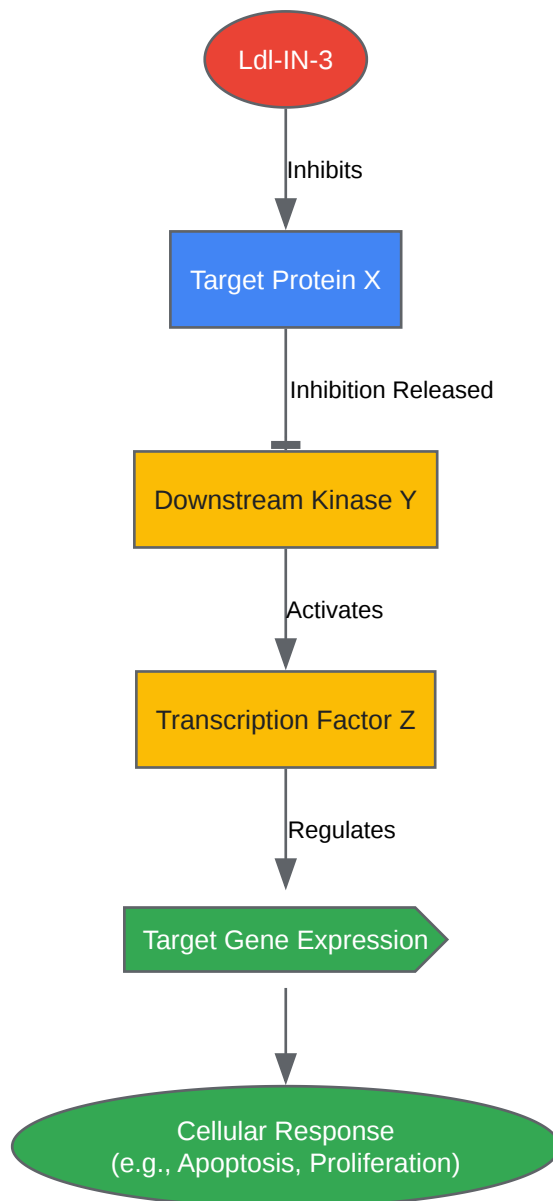 Ldl-IN-3
Inhibits
Target Protein X
Inhibition Released
Downstream Kinase Y
Activates
Transcription Factor Z
Regulates
Target Gene Expression
Cellular Response
(e.g., Apoptosis, Proliferation)